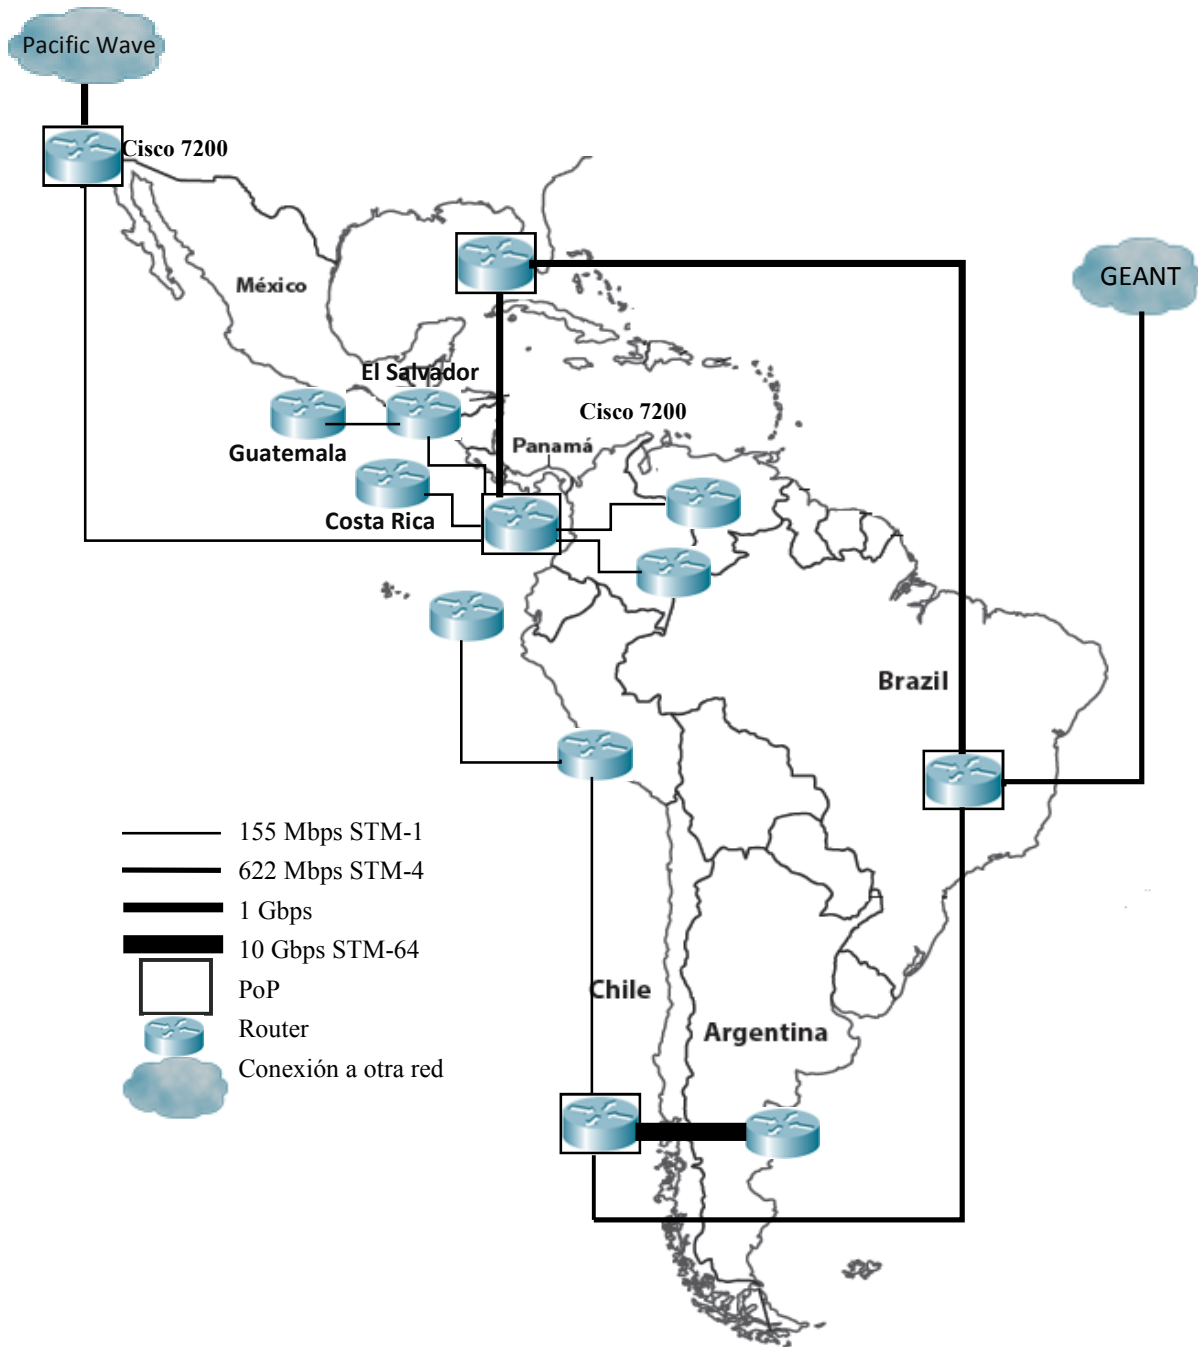 Pacific Wave
Cisco 7200
México
GEANT
El Salvador
Cisco 7200
Guatemala
Panamá
Costa Rica
Brazil
155 Mbps STM-1
622 Mbps STM-4
1 Gbps
10 Gbps STM-64
PoP
Chile
Router
Argentina
Conexión a otra red